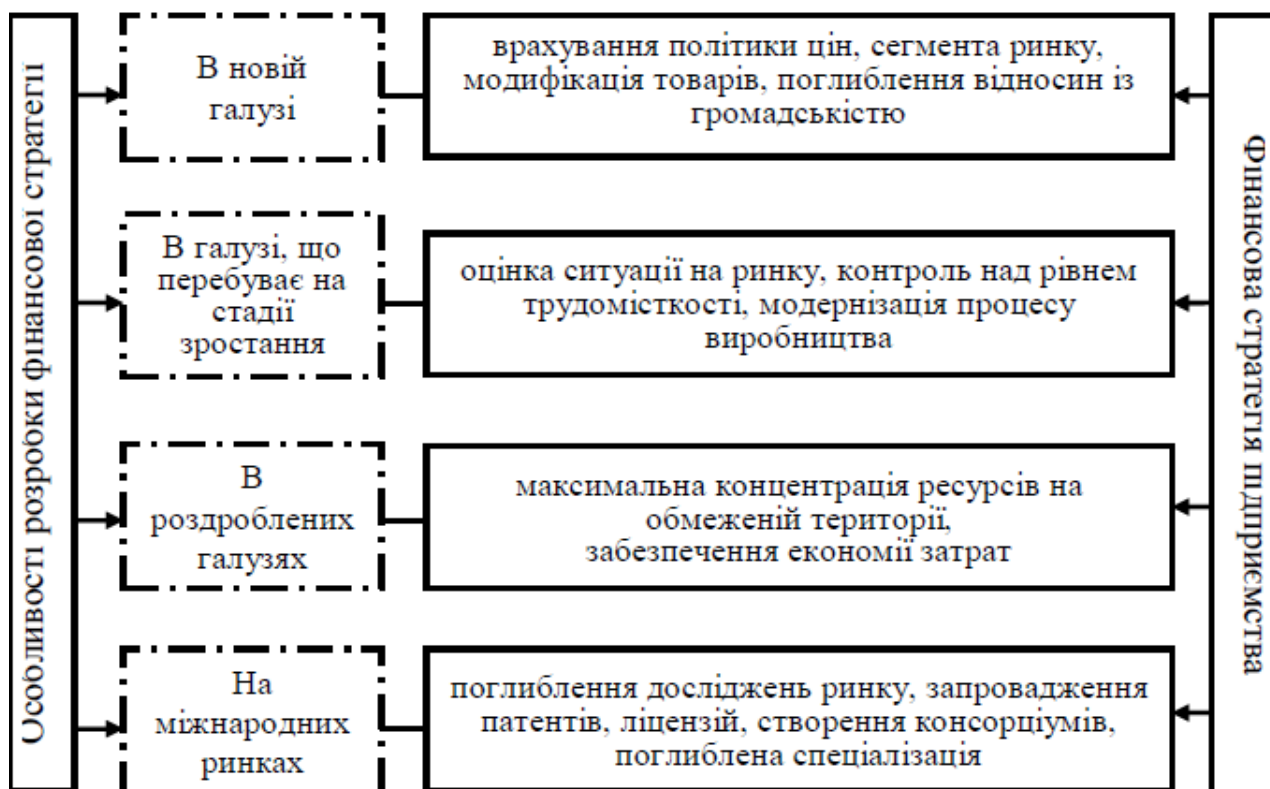 Особливості розробки фінансової стратегії
В новій
галузі
врахування політики цін, сегмента ринку,
модифікація товарів, поглиблення відносин із
громадськістю
В галузі, що
перебуває на
стадії
зростання
оцінка ситуації на ринку, контроль над рівнем
трудомісткості, модернізація процесу
виробництва
В
роздроблених
галузях
максимальна концентрація ресурсів на
обмеженій території,
забезпечення економії затрат
На
міжнародних
ринках
поглиблення досліджень ринку, запровадження
патентів, ліцензій, створення консорціумів,
поглиблена спеціалізація
Фінансова стратегія підприємства